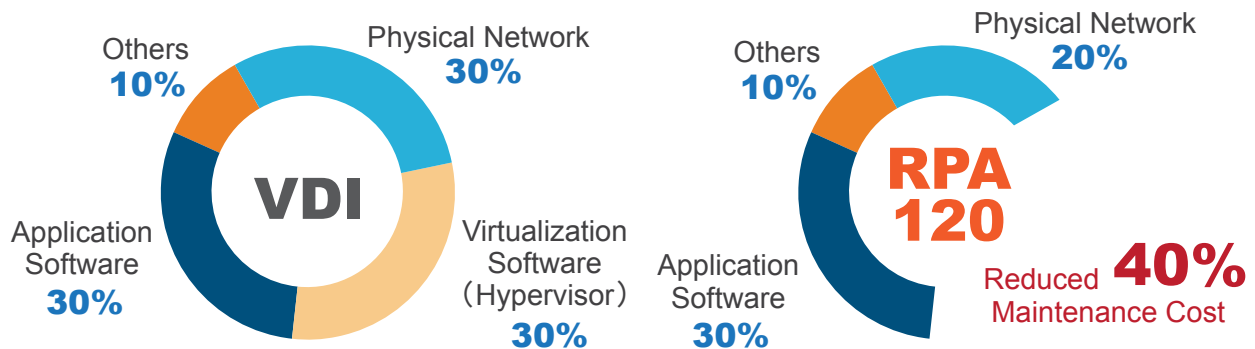 Others
10%
Physical Network
30%
VDI
Application
Software
30%
Virtualization
Software
（Hypervisor）
30%
Others
10%
Physical Network
20%
RPA
120
Application
Software
30%
Reduced 40%
Maintenance Cost